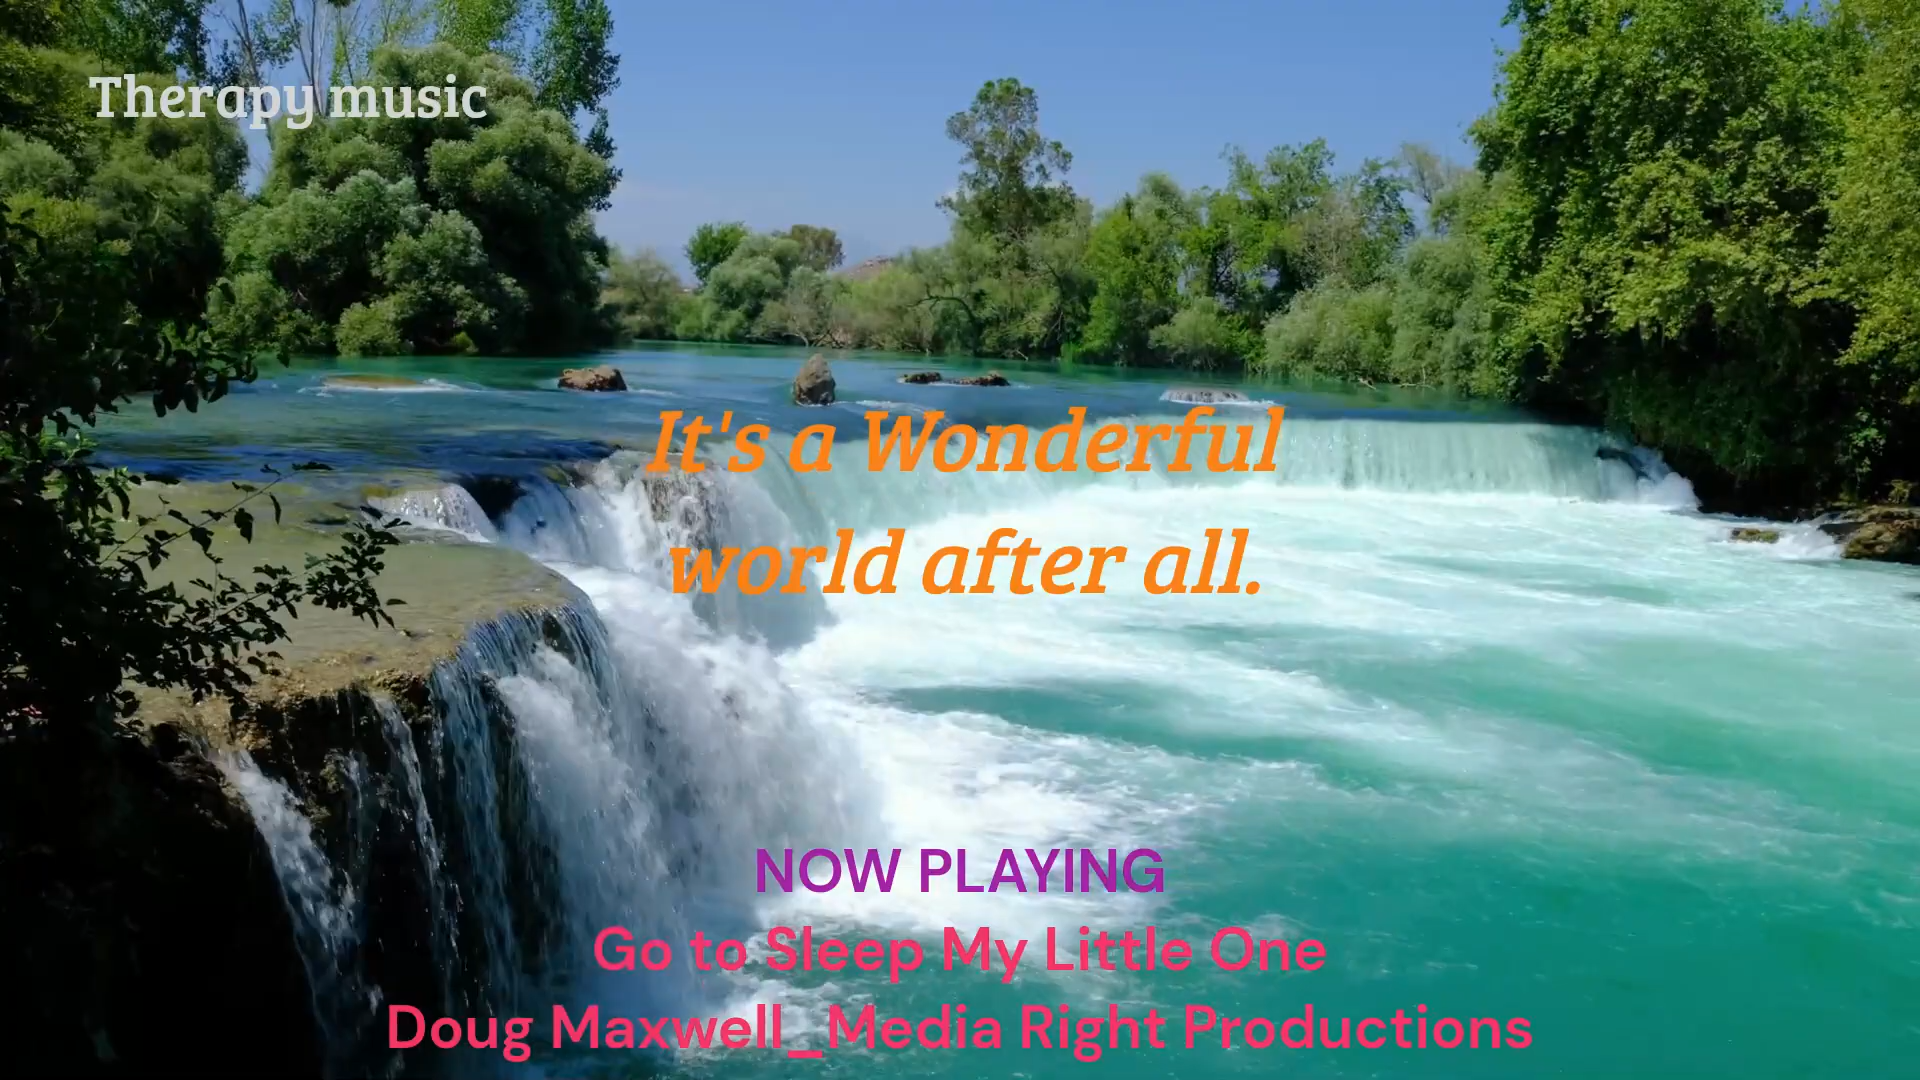 Therapy music
It's a Wonderful
world after all.
NOW PLAYING
Go to Sleep My Little One
Doug Maxwell_Media Right Productions